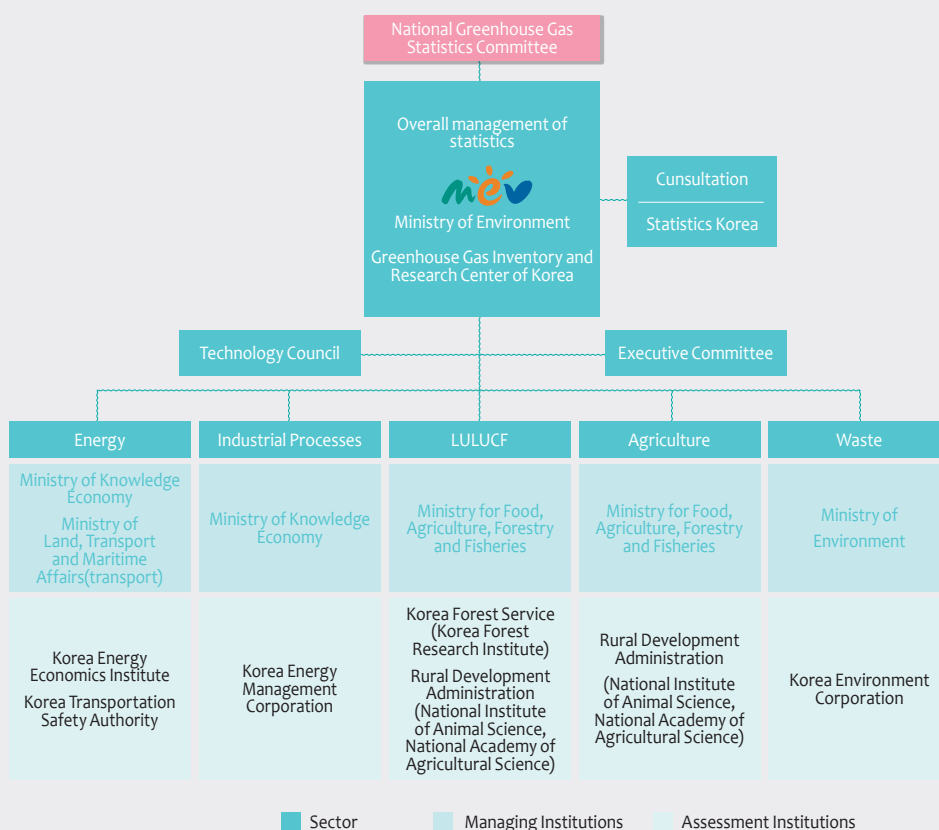 National Greenhouse Gas
Statistics Committee
Overall management of
statistics
mev
Ministry of Environment
Greenhouse Gas Inventory and
Research Center of Korea
Cunsultation
Statistics Korea
Technology Council
Executive Committee
Energy
Industrial Processes
LULUCF
Agriculture
Waste
Ministry of Knowledge
Economy
Ministry of
Land, Transport
and Maritime
Affairs(transport)
Ministry of Knowledge
Economy
Ministry for Food,
Agriculture, Forestry
and Fisheries
Ministry for Food,
Agriculture, Forestry
and Fisheries
Ministry of
Environment
Korea Energy
Economics Institute
Korea Transportation
Safety Authority
Korea Energy
Management
Corporation
Korea Forest Service
(Korea Forest
Research Institute)
Rural Development
Administration
(National Institute
of Animal Science,
National Academy of
Agricultural Science)
Rural Development
Administration
(National Institute
of Animal Science,
National Academy of
Agricultural Science)
Korea Environment
Corporation
Sector
Managing Institutions
Assessment Institutions